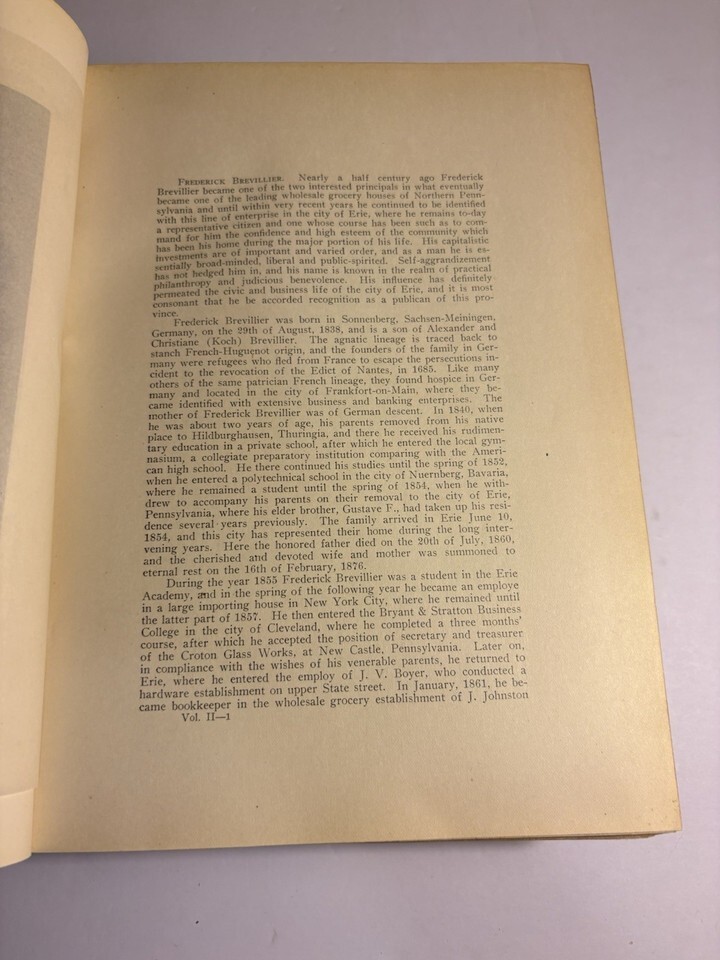 FREDERICK BREVILLIER. Nearly a half century ago Frederick
Brevillier became one of the two interested principals in what eventually
became one of the leading wholesale grocery houses of Northern Penn-
sylvania and until within very recent years he continued to be identified
with this line of enterprise in the city of Erie, where he remains to-day
a representative citizen and one whose course has been such as to com-
mand for him the confidence and high esteem of the community which
has been his home during the major portion of his life. His capitalistic
investments are of important and varied order, and as a man he is es-
sentially broad-minded, liberal and public-spirited. Self-aggrandizement
has not hedged him in, and his name is known in the realm of practical
philanthropy and judicious benevolence. His influence has definitely
permeated the civic and business life of the city of Erie, and it is most
consonant that he be accorded recognition as a publican of this pro-
vince.
Frederick Brevillier was born in Sonnenberg, Sachsen-Meiningen,
Germany, on the 29th of August, 1838, and is a son of Alexander and
Christiane (Koch) Brevillier. The agnatic lineage is traced back to
stanch French-Huguenot origin, and the founders of the family in Ger-
many were refugees who fled from France to escape the persecutions in-
cident to the revocation of the Edict of Nantes, in 1685. Like many
others of the same patrician French lineage, they found hospice in Ger-
many and located in the city of Frankfort-on-Main, where they be-
came identified with extensive business and banking enterprises. The
mother of Frederick Brevillier was of German descent. In 1840, when
he was about two years of age, his parents removed from his native
place to Hildburghausen, Thuringia, and there he received his rudimen-
tary education in a private school, after which he entered the local gym-
nasium, a collegiate preparatory institution comparing with the Ameri-
can high school. He there continued his studies until the spring of 1852,
when he entered a polytechnical school in the city of Nuernberg, Bavaria,
where he remained a student until the spring of 1854, when he with-
drew to accompany his parents on their removal to the city of Erie,
Pennsylvania, where his elder brother, Gustave F., had taken up his resi-
dence several years previously. The family arrived in Erie June 10,
1854, and this city has represented their home during the long inter-
vening years. Here the honored father died on the 20th of July, 1860,
and the cherished and devoted wife and mother was summoned to
eternal rest on the 16th of February, 1876.
During the year 1855 Frederick Brevillier was a student in the Erie
Academy, and in the spring of the following year he became an employe
in a large importing house in New York City, where he remained until
the latter part of 1857. He then entered the Bryant & Stratton Business
College in the city of Cleveland, where he completed a three months'
course, after which he accepted the position of secretary and treasurer
of the Croton Glass Works, at New Castle, Pennsylvania. Later on,
in compliance with the wishes of his venerable parents, he returned to
Erie, where he entered the employ of J. V. Boyer, who conducted a
hardware establishment on upper State street. In January, 1861, he be-
came bookkeeper in the wholesale grocery establishment of J. Johnston
Vol. II—1